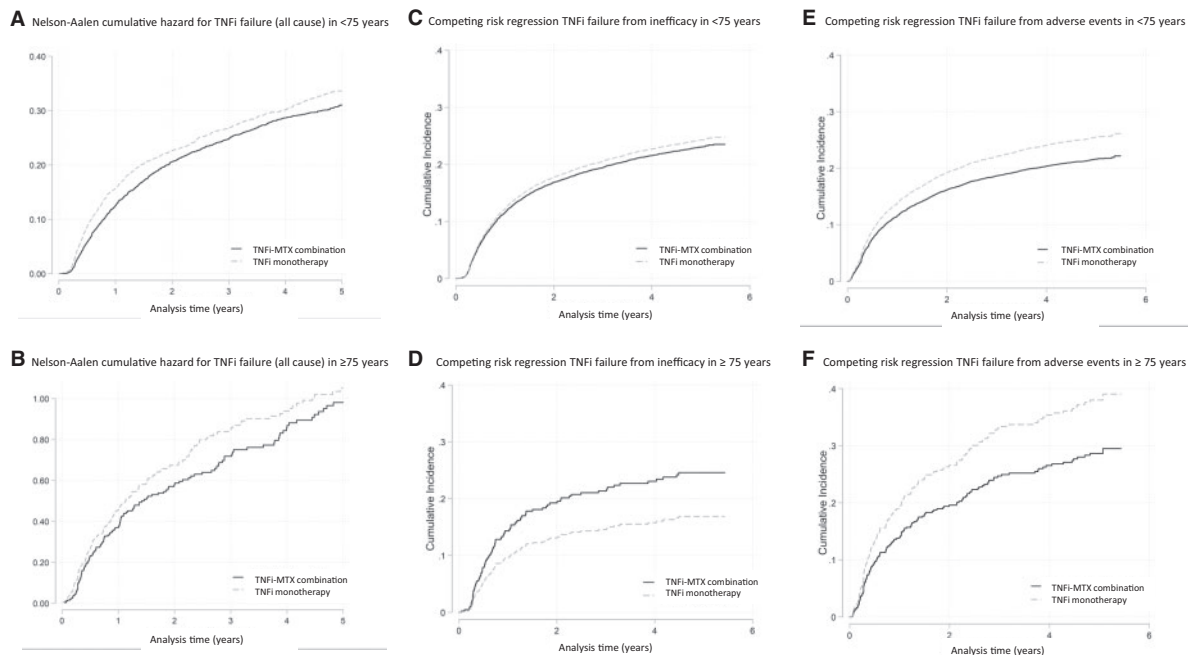 A Nelson-Aalen cumulative hazard for TNFi failure (all cause) in <75 years
0.40
0.30
0.20
0.10
0.00
0 1 2 3 4 5
TNFi-MTX combination
TNFi monotherapy
Analysis time (years)
C Competing risk regression TNFi failure from inefficacy in <75 years
Cumulative Incidence
.4
.3
.2
.1
0
0 2 4 6
TNFi-MTX combination
TNFi monotherapy
Analysis time (years)
E Competing risk regression TNFi failure from adverse events in <75 years
Cumulative Incidence
.4
.3
.2
.1
0
0 2 4 6
TNFi-MTX combination
TNFi monotherapy
Analysis time (years)
B Nelson-Aalen cumulative hazard for TNFi failure (all cause) in ≥75 years
1.00
0.80
0.60
0.40
0.20
0.00
0 1 2 3 4 5
TNFi-MTX combination
TNFi monotherapy
Analysis time (years)
D Competing risk regression TNFi failure from inefficacy in ≥ 75 years
Cumulative Incidence
.4
.3
.2
.1
0
0 2 4 6
TNFi-MTX combination
TNFi monotherapy
Analysis time (years)
F Competing risk regression TNFi failure from adverse events in ≥ 75 years
Cumulative Incidence
.4
.3
.2
.1
0
0 2 4 6
TNFi-MTX combination
TNFi monotherapy
Analysis time (years)